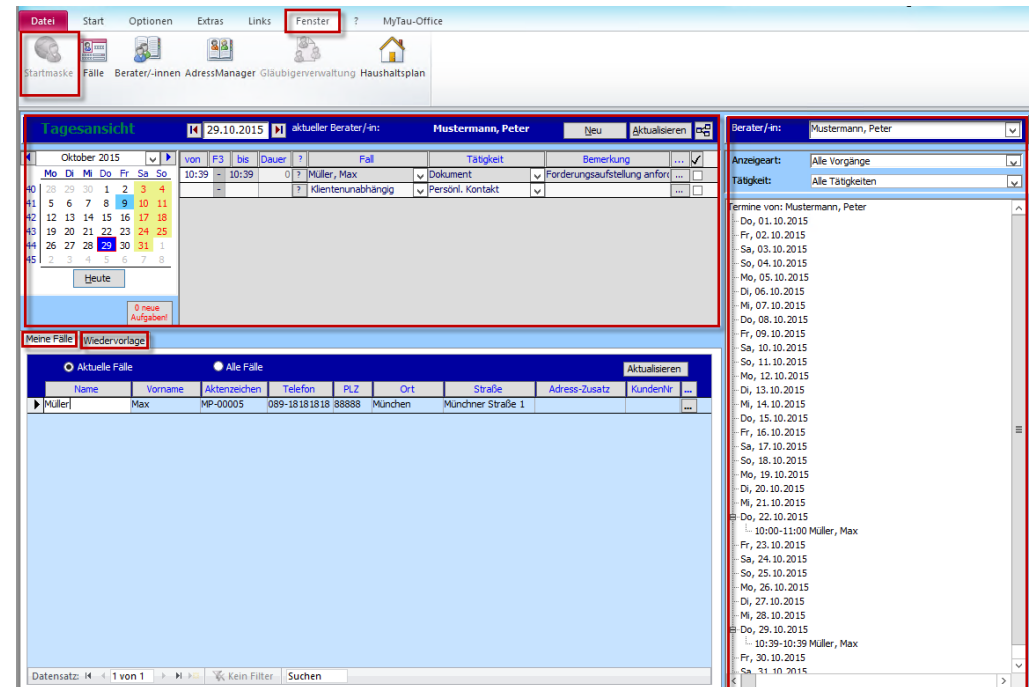 Datei Start Optionen Extras Links Fenster ? MyTau-Office
Startmaske Fälle Berater/-innen AdressManager Gläubigerverwaltung Haushaltsplan
Tagesansicht 29.10.2015 aktueller Berater/-in: Mustermann, Peter Neu Aktualisieren
Oktober 2015
Mo Di Mi Do Fr Sa So
40 28 29 30 1 2 3 4
41 5 6 7 8 9 10 11
42 12 13 14 15 16 17 18
43 19 20 21 22 23 24 25
44 26 27 28 29 30 31 1
45 2 3 4 5 6 7 8
Heute
0 neue
Aufgaben!
von F3 bis Dauer ? Fall Tätigkeit Bemerkung ... ✓
10:39 - 10:39 0 ? Müller, Max Dokument Forderungsaufstellung anforc ...
- ? Klientenunabhängig Persönl. Kontakt ...
Meine Fälle Wiedervorlage
Aktuelle Fälle Alle Fälle Aktualisieren
Name Vorname Aktenzeichen Telefon PLZ Ort Straße Adress-Zusatz KundenNr ...
Müller Max MP-00005 089-18181818 88888 München Münchner Straße 1 ...
Datensatz: 1 von 1 Kein Filter Suchen
Berater/-in: Mustermann, Peter
Anzeigeart: Alle Vorgänge
Tätigkeit: Alle Tätigkeiten
Termine von: Mustermann, Peter
Do, 01.10.2015
Fr, 02.10.2015
Sa, 03.10.2015
So, 04.10.2015
Mo, 05.10.2015
Di, 06.10.2015
Mi, 07.10.2015
Do, 08.10.2015
Fr, 09.10.2015
Sa, 10.10.2015
So, 11.10.2015
Mo, 12.10.2015
Di, 13.10.2015
Mi, 14.10.2015
Do, 15.10.2015
Fr, 16.10.2015
Sa, 17.10.2015
So, 18.10.2015
Mo, 19.10.2015
Di, 20.10.2015
Mi, 21.10.2015
Do, 22.10.2015
10:00-11:00 Müller, Max
Fr, 23.10.2015
Sa, 24.10.2015
So, 25.10.2015
Mo, 26.10.2015
Di, 27.10.2015
Mi, 28.10.2015
Do, 29.10.2015
10:39-10:39 Müller, Max
Fr, 30.10.2015
Sa, 31.10.2015